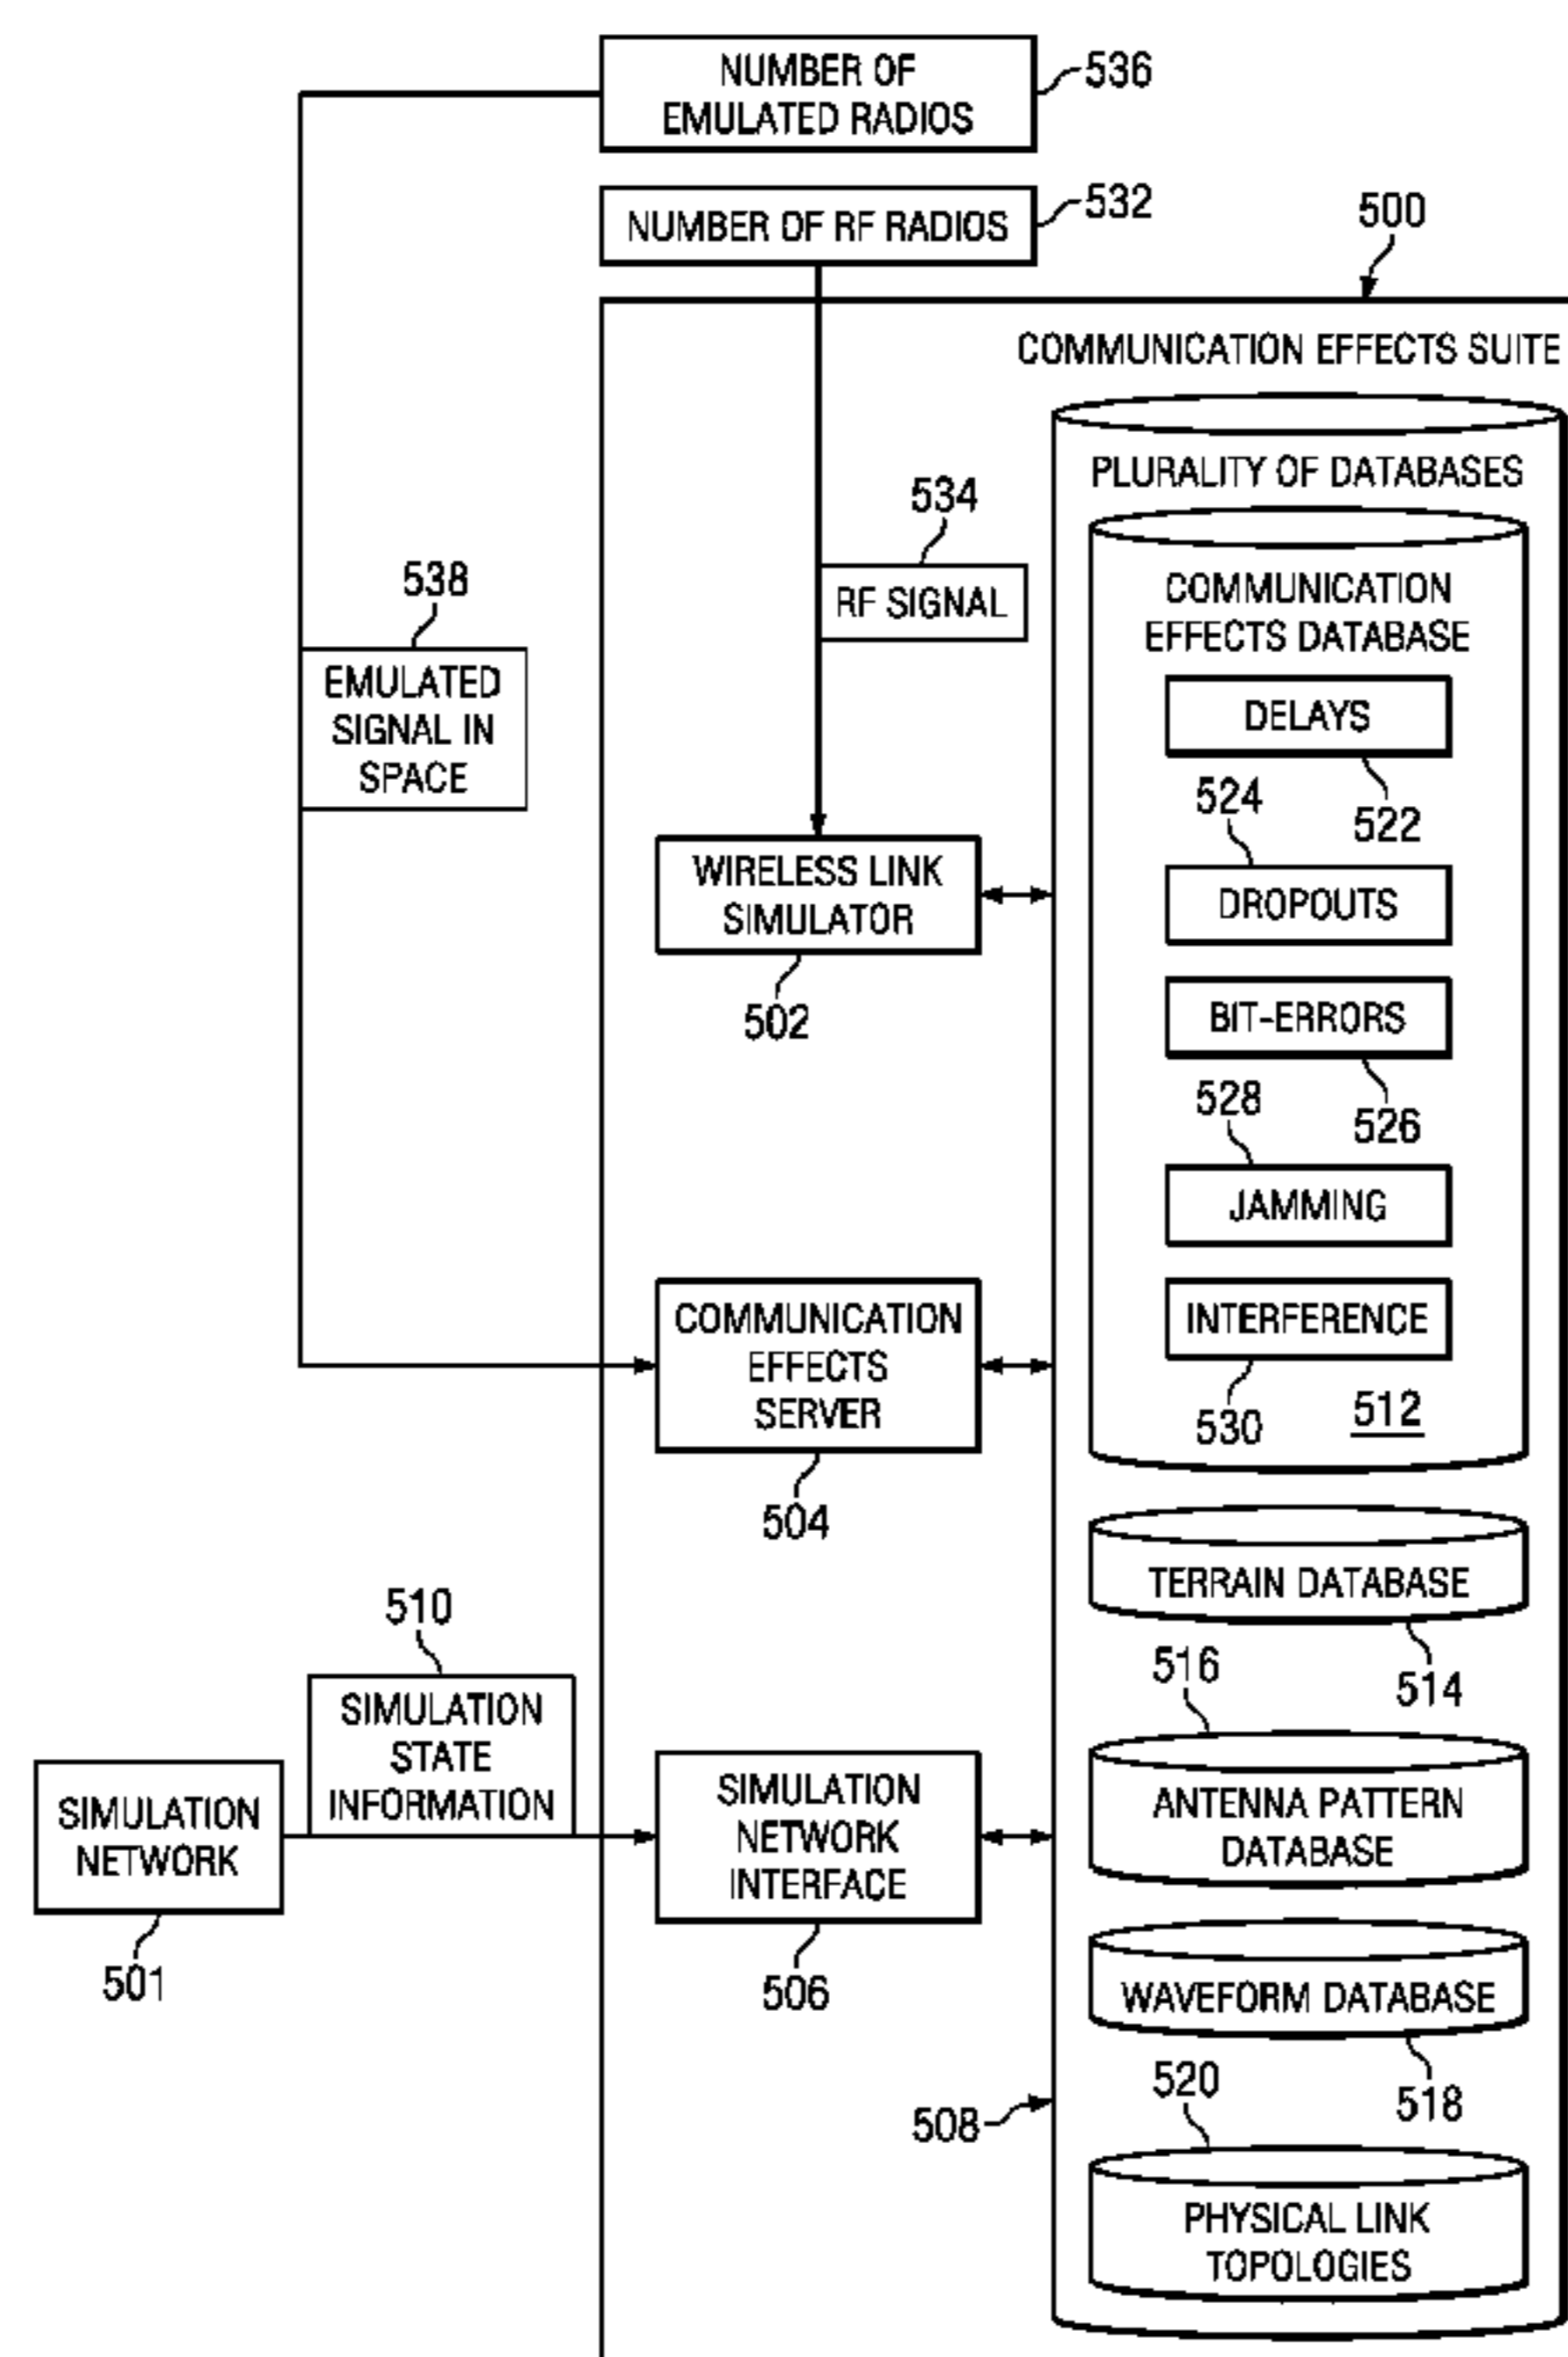 NUMBER OF
EMULATED RADIOS
536
NUMBER OF RF RADIOS
532
500
COMMUNICATION EFFECTS SUITE
PLURALITY OF DATABASES
534
RF SIGNAL
538
EMULATED
SIGNAL IN
SPACE
COMMUNICATION
EFFECTS DATABASE
DELAYS
522
524
DROPOUTS
WIRELESS LINK
SIMULATOR
502
BIT-ERRORS
526
528
JAMMING
COMMUNICATION
EFFECTS
SERVER
504
INTERFERENCE
530
512
TERRAIN DATABASE
514
510
SIMULATION
STATE
INFORMATION
SIMULATION
NETWORK
501
SIMULATION
NETWORK
INTERFACE
506
516
ANTENNA PATTERN
DATABASE
WAVEFORM DATABASE
518
508
520
PHYSICAL LINK
TOPOLOGIES